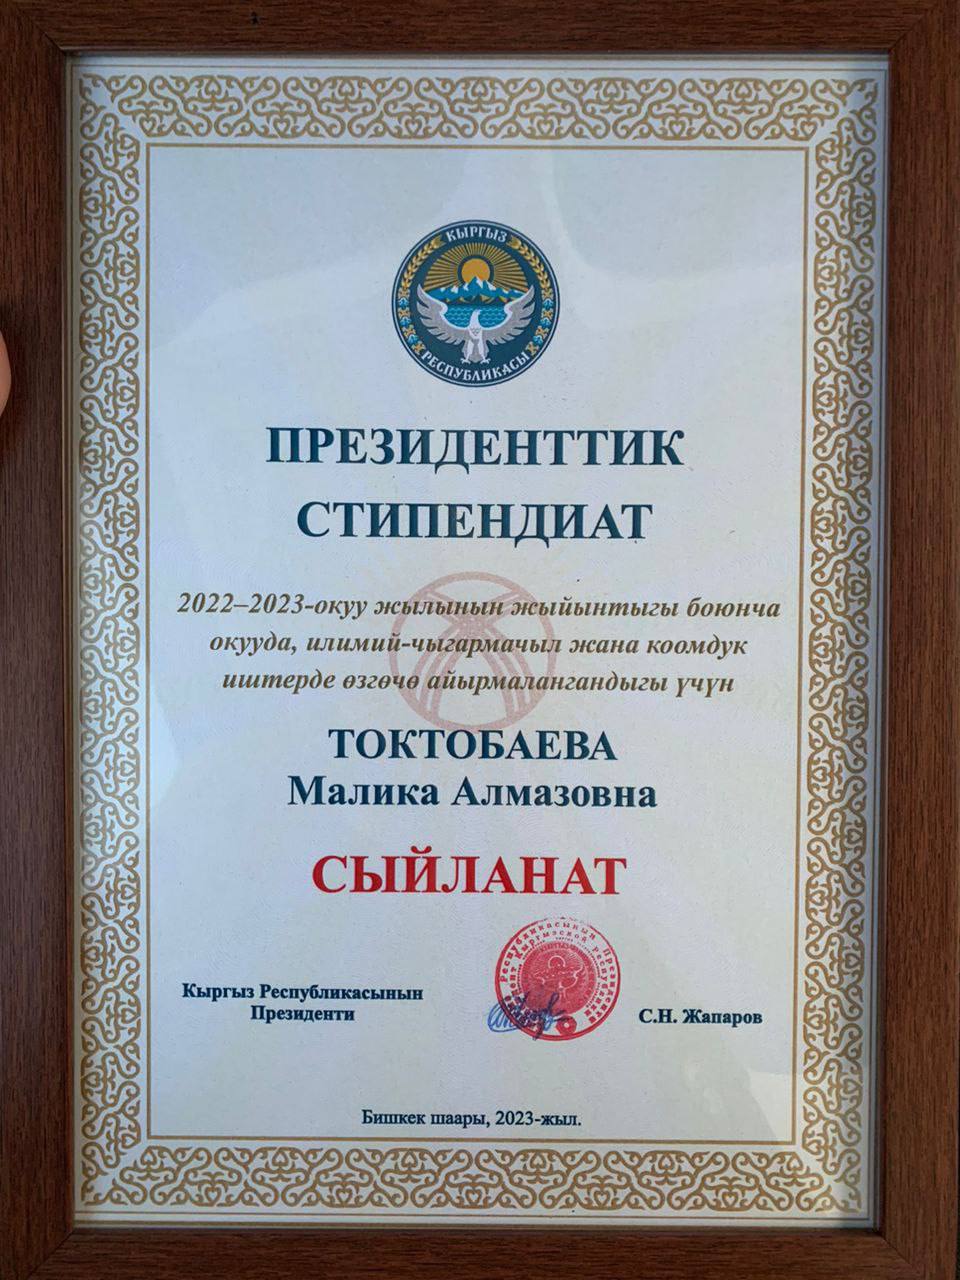 КЫРГЫЗ
РЕСПУБЛИКАСЫ
ПРЕЗИДЕНТТИК
СТИПЕНДИАТ
2022–2023-окуу жылынын жыйынтыгы боюнча
окууда, илимий-чыгармачыл жана коомдук
иштерде өзгөчө айырмалангандыгы үчүн
ТОКТОБАЕВА
Малика Алмазовна
СЫЙЛАНАТ
Кыргыз Республикасынын
Президенти
С.Н. Жапаров
Бишкек шаары, 2023-жыл.